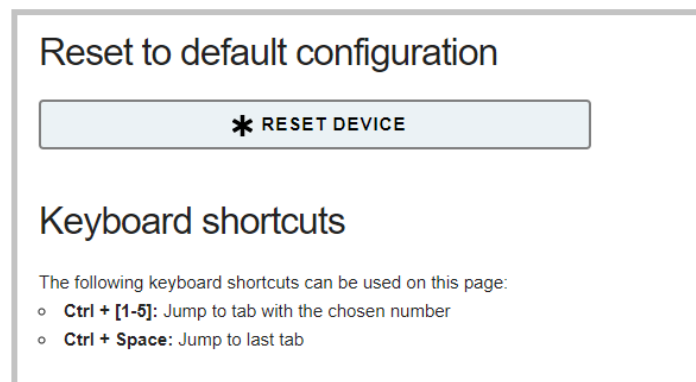 Reset to default configuration
✱ RESET DEVICE
Keyboard shortcuts
The following keyboard shortcuts can be used on this page:
Ctrl + [1-5]: Jump to tab with the chosen number
Ctrl + Space: Jump to last tab